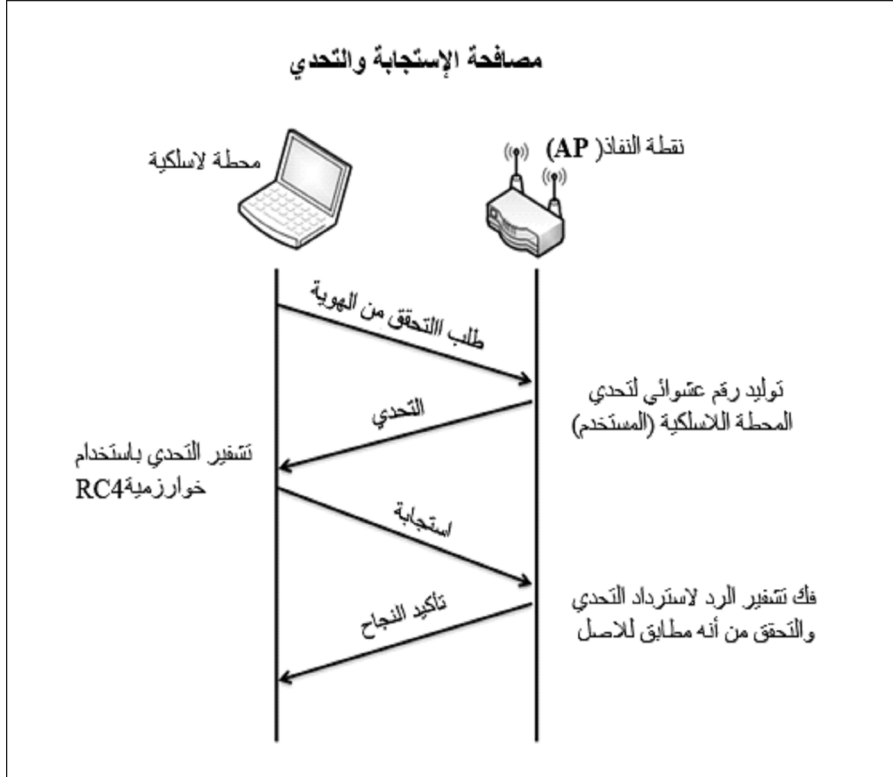 مصافحة الإستجابة والتحدي
نقطة النفاذ( AP)
محطة لاسلكية
طلب االتحقق من الهوية
توليد رقم عشوائي لتحدي
المحطة اللاسلكية (المستخدم)
التحدي
تشفير التحدي باستخدام
خوارزمية RC4
استجابة
فك تشفير الرد لاسترداد التحدي
والتحقق من أنه مطابق للاصل
تأكيد النجاح